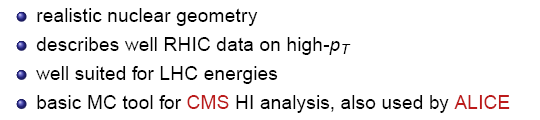 realistic nuclear geometry
describes well RHIC data on high-pT
well suited for LHC energies
basic MC tool for CMS HI analysis, also used by ALICE